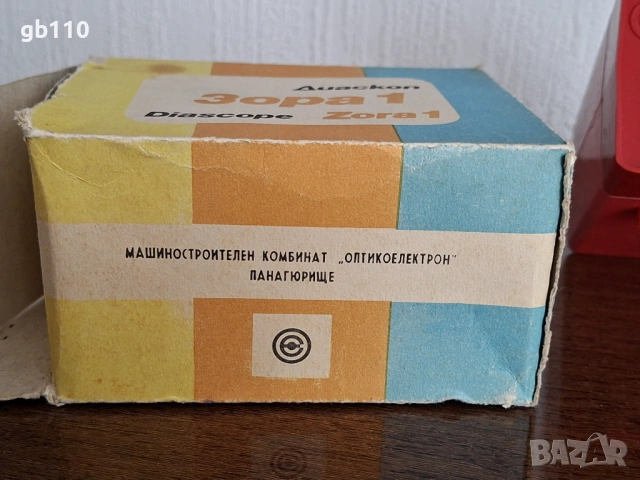 gb110
Диаскоп
Зора 1
Diascope Zora 1
МАШИНОСТРОИТЕЛЕН КОМБИНАТ „ОПТИКОЕЛЕКТРОН"
ПАНАГЮРИЩЕ
BAZAR